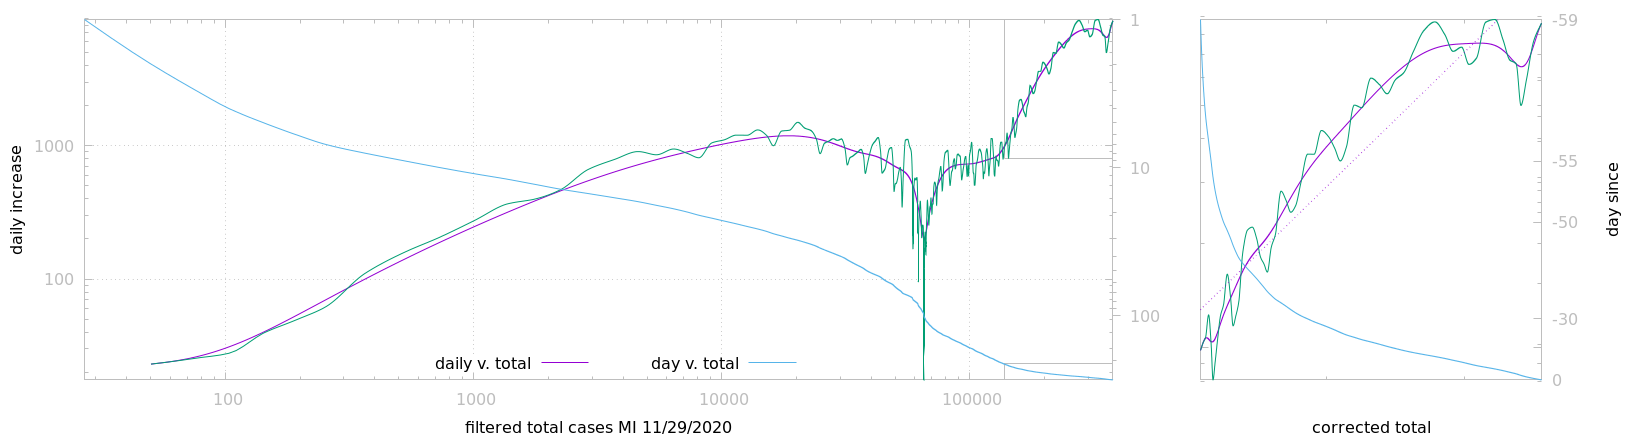 1
-59
1000
10
-55
-50
daily increase
day since
100
100
-30
daily v. total
day v. total
0
100
1000
10000
100000
filtered total cases MI 11/29/2020
corrected total